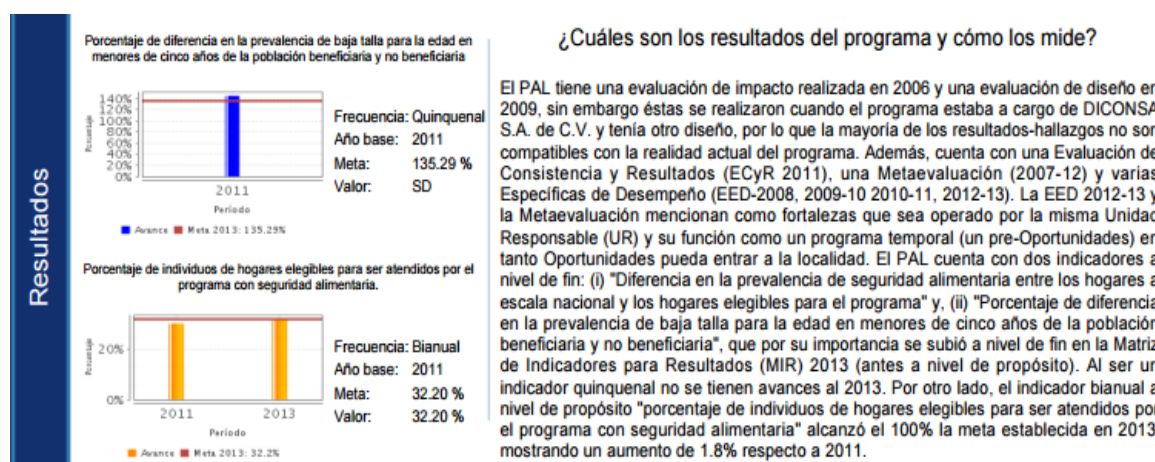 Resultados
Porcentaje de diferencia en la prevalencia de baja talla para la edad en
menores de cinco años de la población beneficiaria y no beneficiaria
140%
120%
100%
80%
60%
40%
20%
0%
Porcentaje
2011
Período
Avance Meta 2013: 135.29%
Frecuencia: Quinquenal
Año base: 2011
Meta: 135.29 %
Valor: SD
Porcentaje de individuos de hogares elegibles para ser atendidos por el
programa con seguridad alimentaria.
20%
0%
Porcentaje
2011 2013
Período
Avance Meta 2013: 32.2%
Frecuencia: Bianual
Año base: 2011
Meta: 32.20 %
Valor: 32.20 %
¿Cuáles son los resultados del programa y cómo los mide?
El PAL tiene una evaluación de impacto realizada en 2006 y una evaluación de diseño en
2009, sin embargo éstas se realizaron cuando el programa estaba a cargo de DICONSA
S.A. de C.V. y tenía otro diseño, por lo que la mayoría de los resultados-hallazgos no son
compatibles con la realidad actual del programa. Además, cuenta con una Evaluación de
Consistencia y Resultados (ECyR 2011), una Metaevaluación (2007-12) y varias
Específicas de Desempeño (EED-2008, 2009-10 2010-11, 2012-13). La EED 2012-13 y
la Metaevaluación mencionan como fortalezas que sea operado por la misma Unidad
Responsable (UR) y su función como un programa temporal (un pre-Oportunidades) en
tanto Oportunidades pueda entrar a la localidad. El PAL cuenta con dos indicadores a
nivel de fin: (i) "Diferencia en la prevalencia de seguridad alimentaria entre los hogares a
escala nacional y los hogares elegibles para el programa" y, (ii) "Porcentaje de diferencia
en la prevalencia de baja talla para la edad en menores de cinco años de la población
beneficiaria y no beneficiaria", que por su importancia se subió a nivel de fin en la Matriz
de Indicadores para Resultados (MIR) 2013 (antes a nivel de propósito). Al ser un
indicador quinquenal no se tienen avances al 2013. Por otro lado, el indicador bianual a
nivel de propósito "porcentaje de individuos de hogares elegibles para ser atendidos por
el programa con seguridad alimentaria" alcanzó el 100% la meta establecida en 2013
mostrando un aumento de 1.8% respecto a 2011.